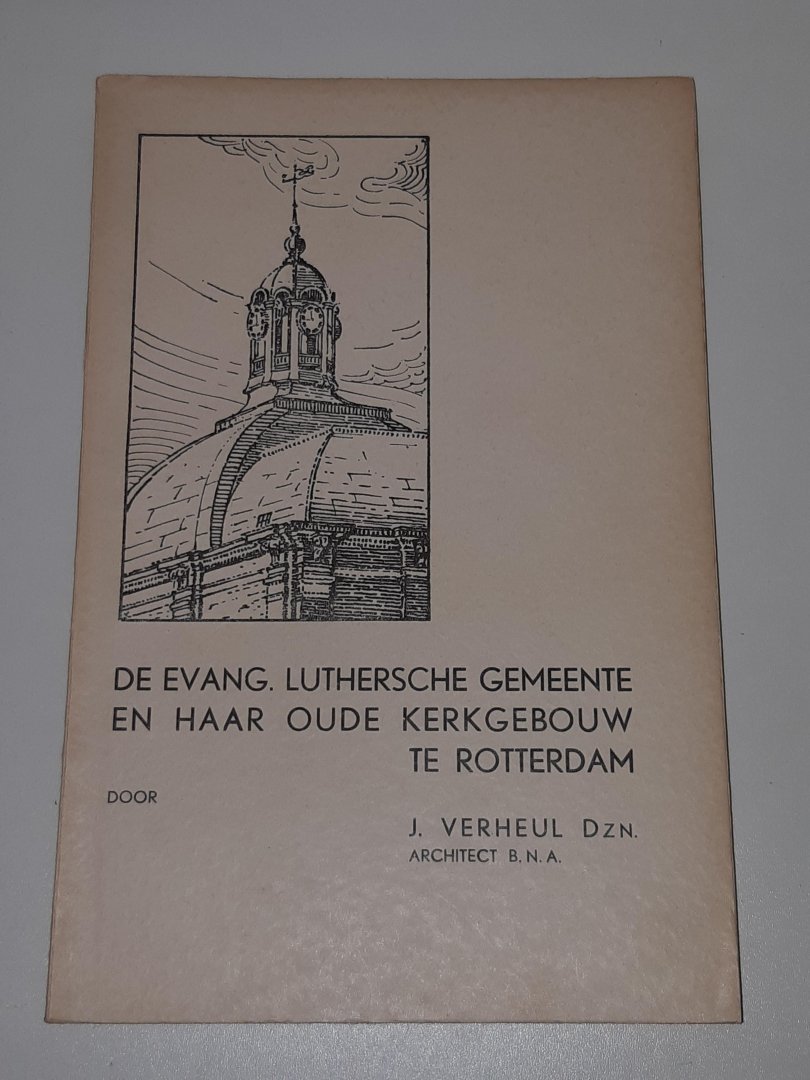 DE EVANG. LUTHERSCHE GEMEENTE
EN HAAR OUDE KERKGEBOUW
TE ROTTERDAM
DOOR
J. VERHEUL DZN.
ARCHITECT B.N.A.